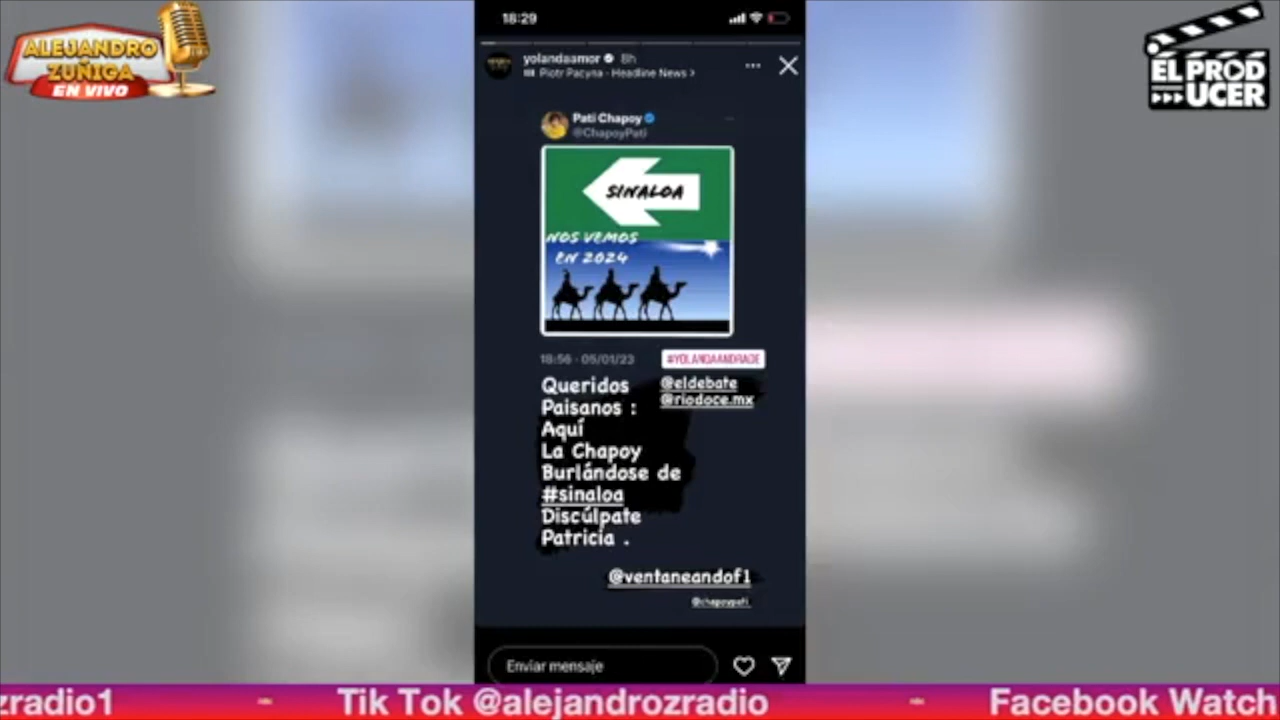 ALEJANDRO
ZUÑIGA
EN VIVO
EL PROD
UCER
18:29
yolandaamor 8h
Piotr Pacyna · Headline News >
Pati Chapoy
@ChapoyPati
SINALOA
NOS VEMOS
EN 2024
18:56 · 05/01/23
#YOLANDAANDRADE
@eldebate
@riodoce.mx
Queridos
Paisanos :
Aquí
La Chapoy
Burlándose de
#sinaloa
Discúlpate
Patricia .
@ventaneandof1
@chapoypati
Enviar mensaje
zradio1 - Tik Tok @alejandrozradio - Facebook Watch